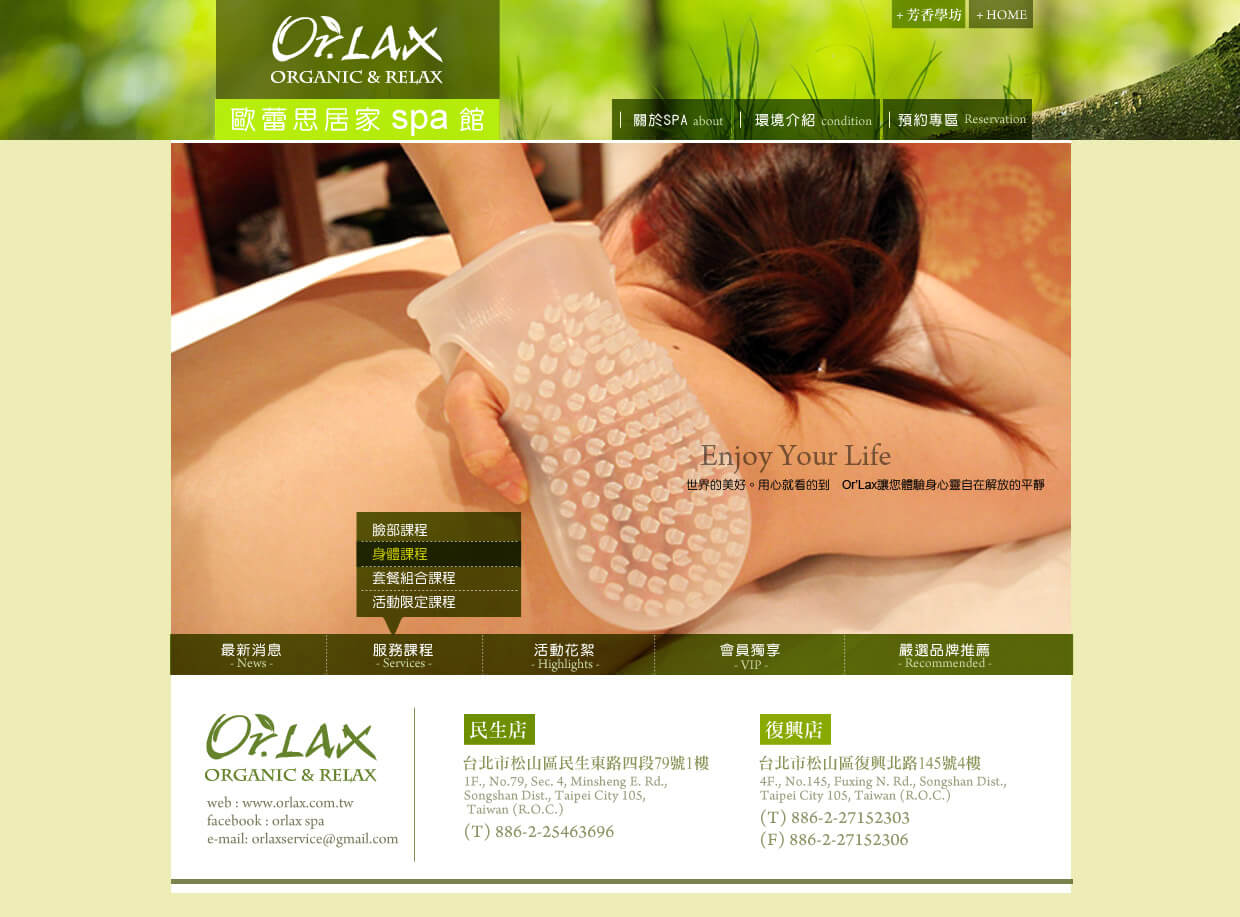 Or.LAX
ORGANIC & RELAX
歐蕾思居家 spa 館
+ 芳香學坊
+ HOME
關於SPA about
環境介紹 condition
預約專區 Reservation
Enjoy Your Life
世界的美好。用心就看的到 Or'Lax讓您體驗身心靈自在解放的平靜
臉部課程
身體課程
套餐組合課程
活動限定課程
最新消息
- News -
服務課程
- Services -
活動花絮
- Highlights -
會員獨享
- VIP -
嚴選品牌推薦
- Recommended -
Or.LAX
ORGANIC & RELAX
web : www.orlax.com.tw
facebook : orlax spa
e-mail: orlaxservice@gmail.com
民生店
台北市松山區民生東路四段79號1樓
1F., No.79, Sec. 4, Minsheng E. Rd.,
Songshan Dist., Taipei City 105,
Taiwan (R.O.C.)
(T) 886-2-25463696
復興店
台北市松山區復興北路145號4樓
4F., No.145, Fuxing N. Rd., Songshan Dist.,
Taipei City 105, Taiwan (R.O.C.)
(T) 886-2-27152303
(F) 886-2-27152306